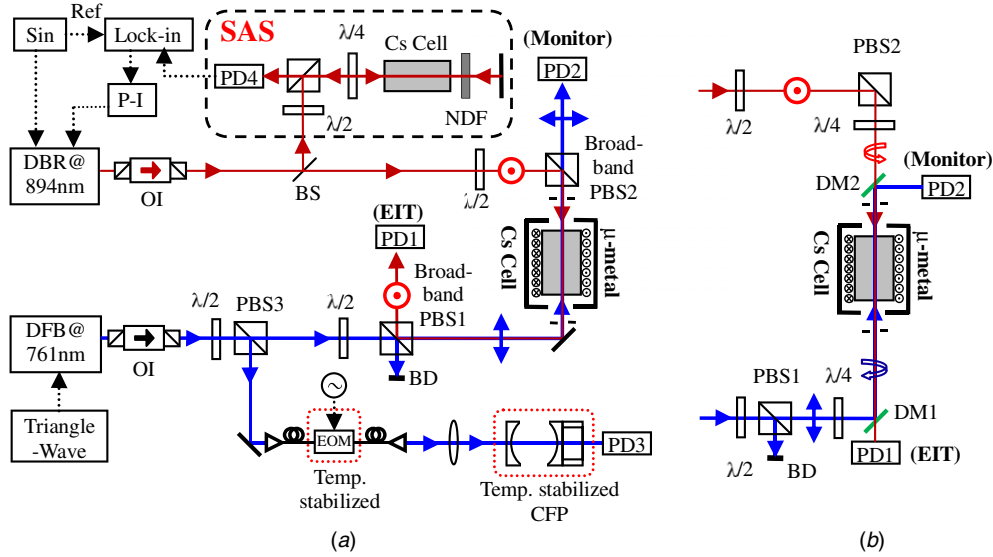 Sin
Ref
Lock-in
P-I
DBR@
894nm
OI
SAS
PD4
λ/4
Cs Cell
NDF
λ/2
BS
λ/2
(Monitor)
PD2
Broad-
band
PBS2
Cs Cell
μ-metal
(EIT)
PD1
Broad-
band
PBS1
DFB@
761nm
OI
λ/2
PBS3
λ/2
BD
Triangle
-Wave
EOM
Temp.
stabilized
Temp. stabilized
CFP
PD3
(a)
PBS2
λ/2
λ/4
(Monitor)
DM2
PD2
Cs Cell
μ-metal
PBS1
λ/4
DM1
λ/2
BD
PD1
(EIT)
(b)